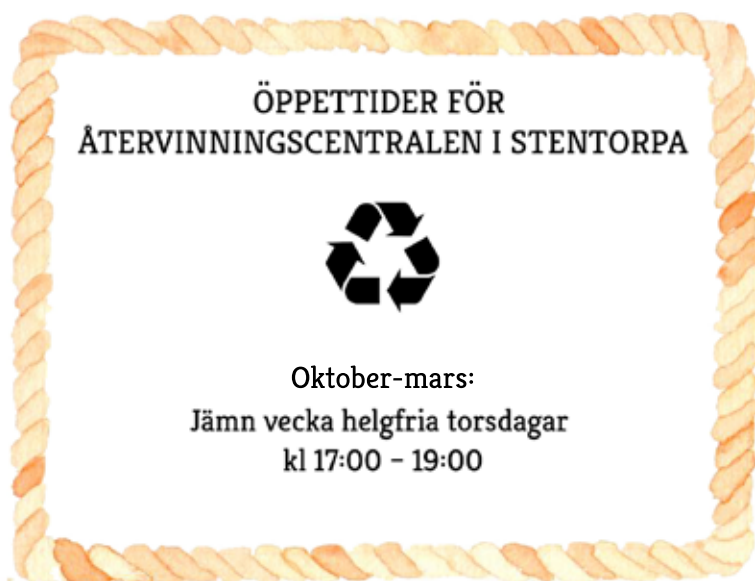 ÖPPETTIDER FÖR
ÅTERVINNINGSCENTRALEN I STENTORPA
Oktober-mars:
Jämn vecka helgfria torsdagar
kl 17:00 - 19:00